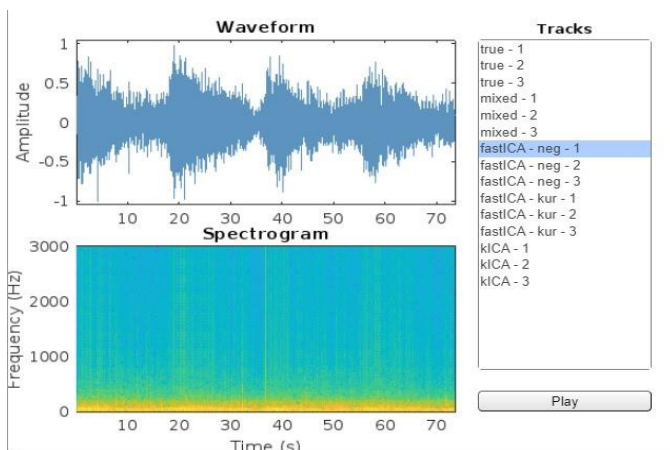 Waveform
Amplitude
1
0.5
0
-0.5
-1
10 20 30 40 50 60 70
Spectrogram
Frequency (Hz)
3000
2000
1000
0
10 20 30 40 50 60 70
Time (s)
Tracks
true - 1
true - 2
true - 3
mixed - 1
mixed - 2
mixed - 3
fastICA - neg - 1
fastICA - neg - 2
fastICA - neg - 3
fastICA - kur - 1
fastICA - kur - 2
fastICA - kur - 3
kICA - 1
kICA - 2
kICA - 3
Play